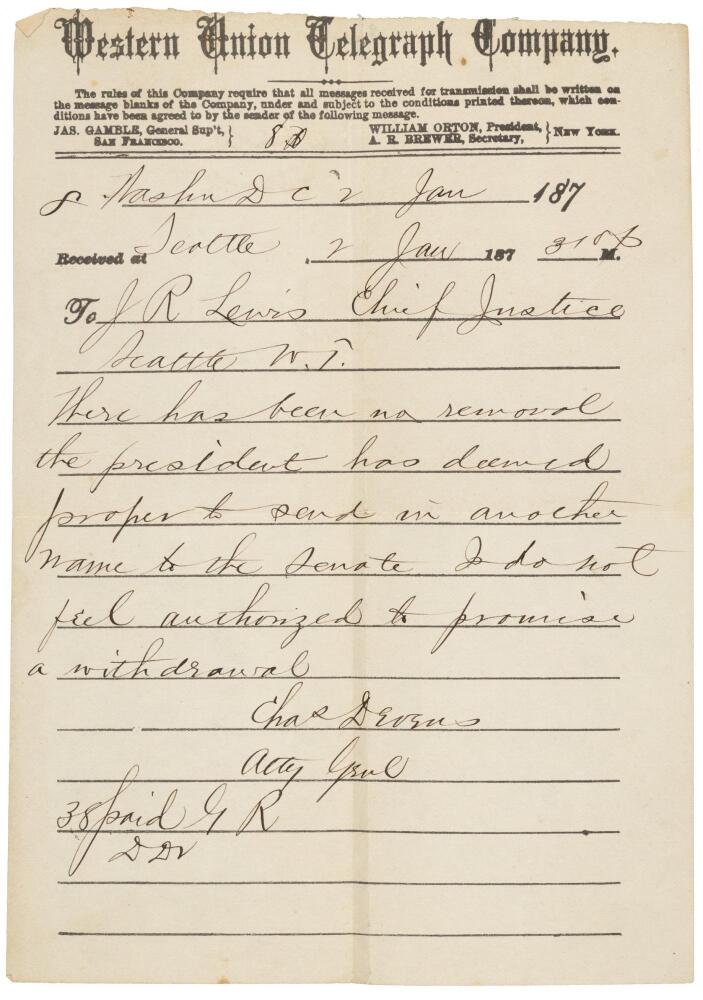 Western Union Telegraph Company.
The rules of this Company require that all messages received for transmission shall be written on
the message blanks of the Company, under and subject to the conditions printed thereon, which con-
ditions have been agreed to by the sender of the following message.
JAS. GAMBLE, General Sup't, } WILLIAM ORTON, President, } NEW YORK.
SAN FRANCISCO. 8 A. R. BREWER, Secretary,
Washn D C 2 Jan 187
Received at Seattle 2 Jan 187 310 P M.
To J R Lewis Chief Justice
Seattle W. T.
There has been no removal
the president has deemed
proper to send in another
name to the Senate I do not
feel authorized to promise
a withdrawal
Chas Devens
Atty Genl
38 paid G R